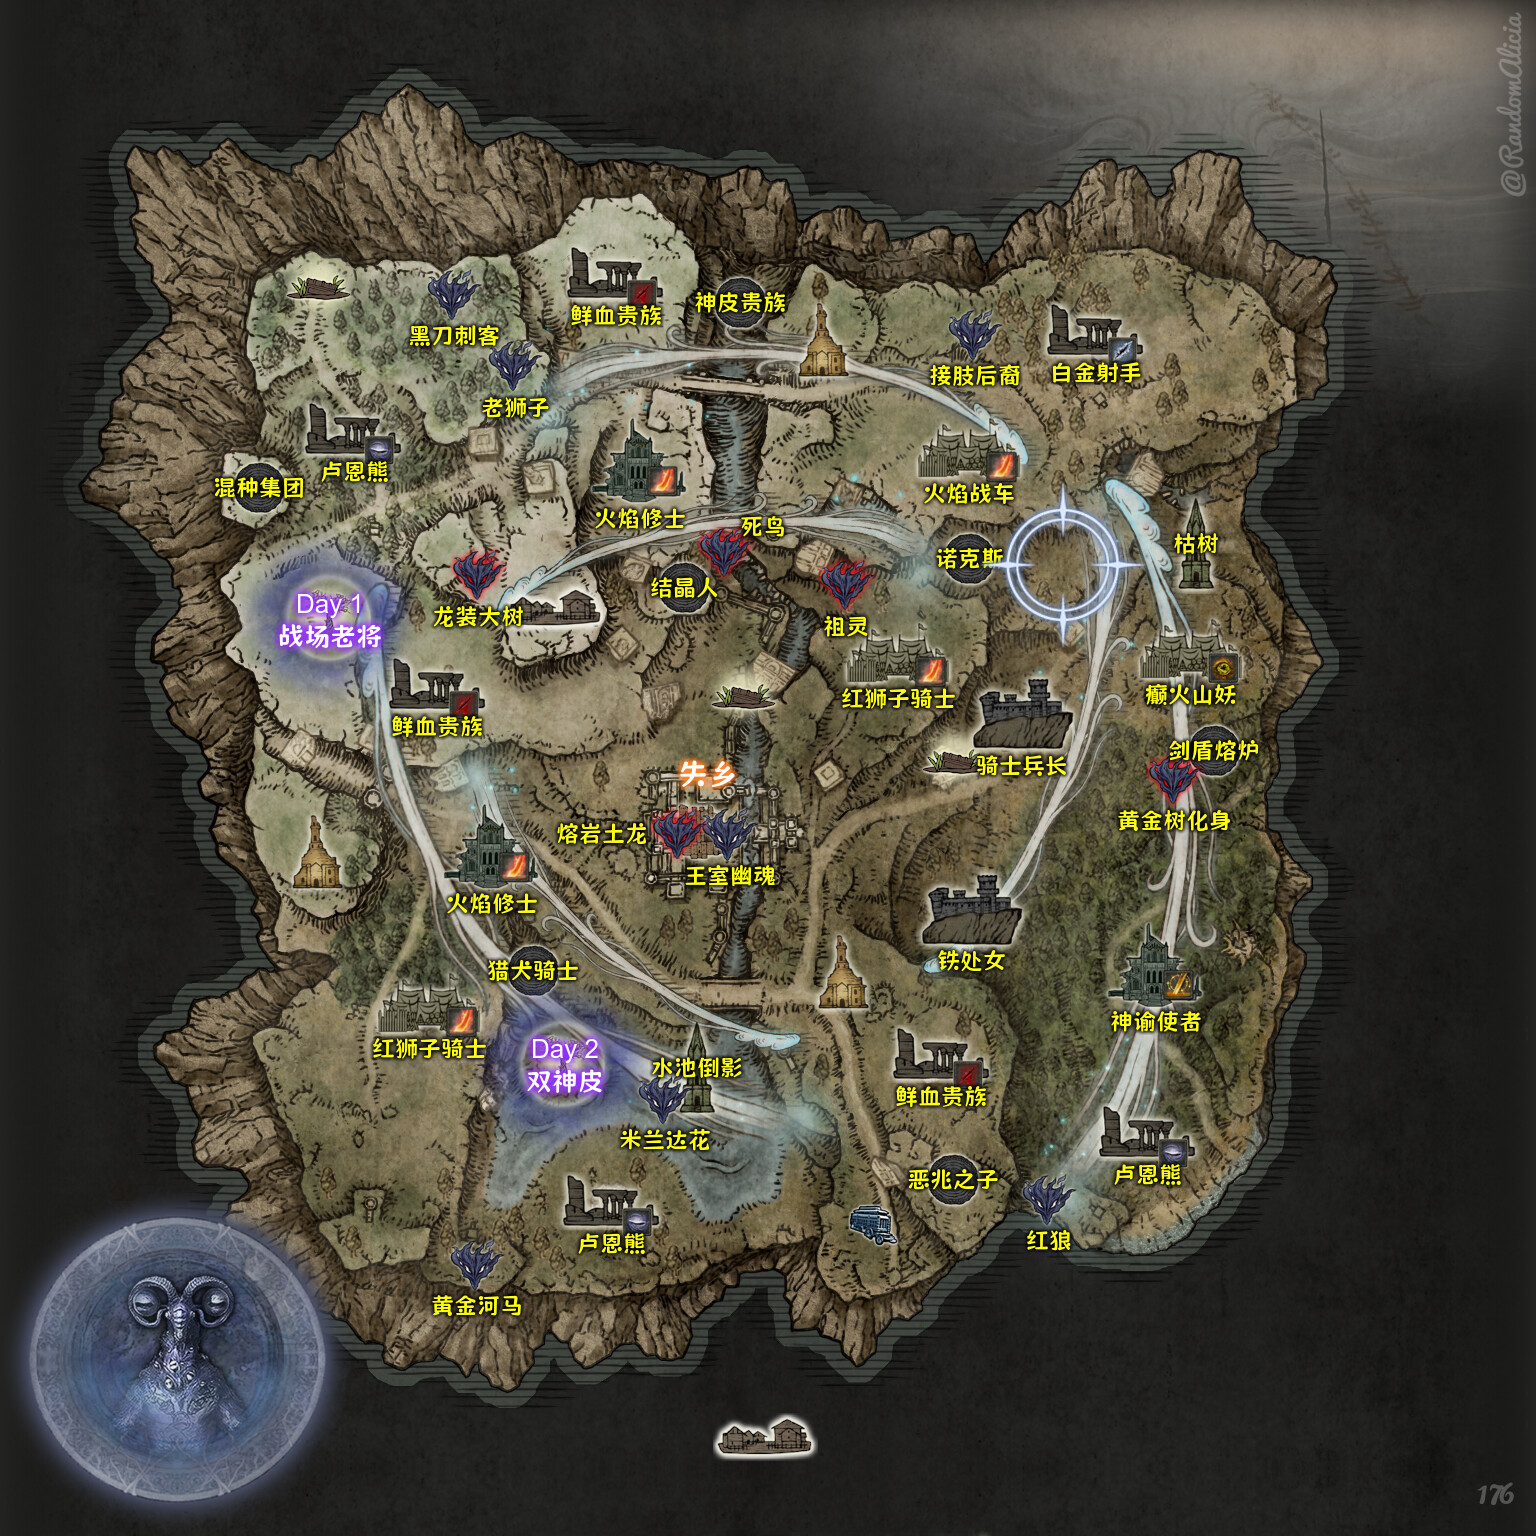 @RandomAlicia
黑刀刺客
鲜血贵族
神皮贵族
老狮子
接肢后裔
白金射手
卢恩熊
混种集团
火焰修士
火焰战车
死鸟
诺克斯
枯树
结晶人
龙装大树
祖灵
Day 1
战场老将
鲜血贵族
红狮子骑士
癫火山妖
剑盾熔炉
骑士兵长
失乡
黄金树化身
熔岩土龙
王室幽魂
火焰修士
猎犬骑士
铁处女
神谕使者
红狮子骑士
Day 2
双神皮
水池倒影
米兰达花
鲜血贵族
恶兆之子
卢恩熊
红狼
卢恩熊
黄金河马
176